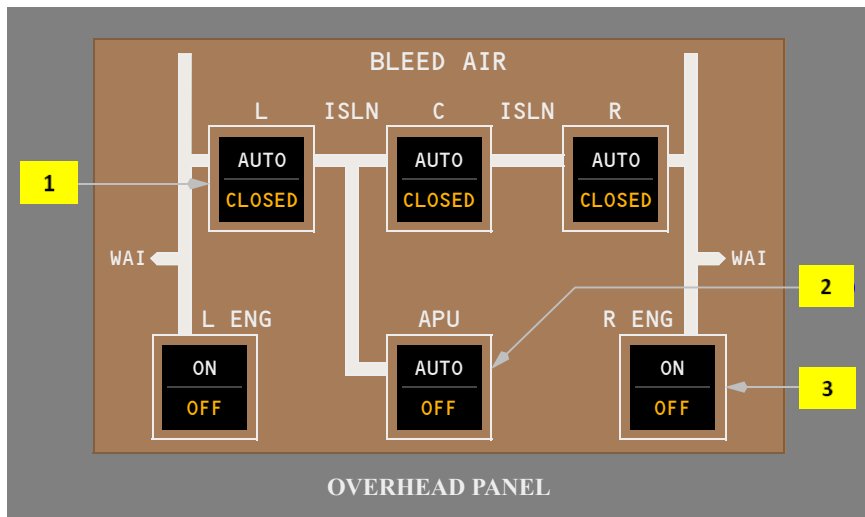 BLEED AIR
L ISLN C ISLN R
AUTO AUTO AUTO
1
CLOSED CLOSED CLOSED
WAI WAI
2
L ENG APU R ENG
ON AUTO ON
3
OFF OFF OFF
OVERHEAD PANEL